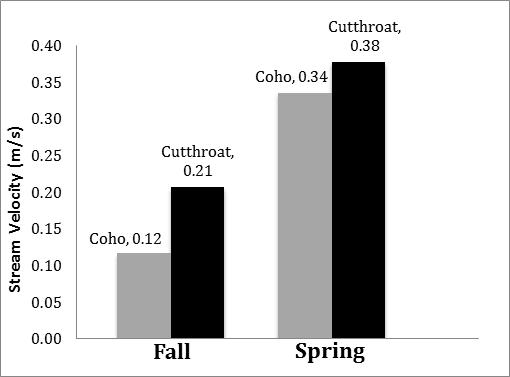 Cutthroat,
0.38
0.40
0.35
Coho, 0.34
0.30
0.25
Cutthroat,
0.21
0.20
0.15
Coho, 0.12
0.10
0.05
0.00
Stream Velocity (m/s)
Fall
Spring